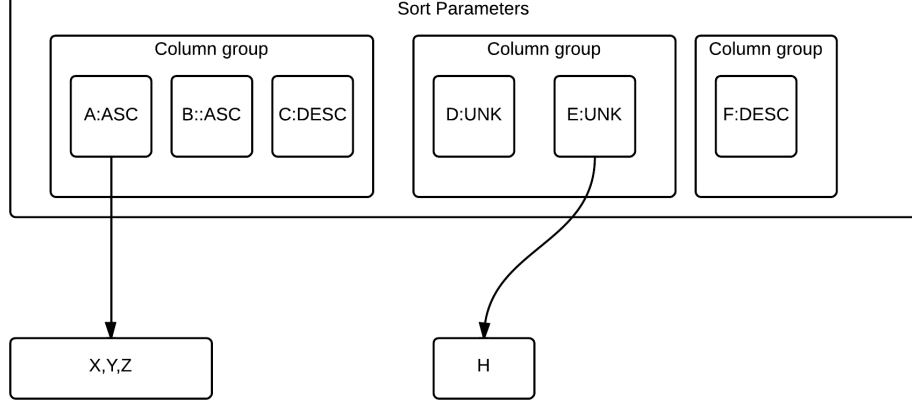 Sort Parameters
Column group
Column group
Column group
A:ASC
B::ASC
C:DESC
D:UNK
E:UNK
F:DESC
X,Y,Z
H